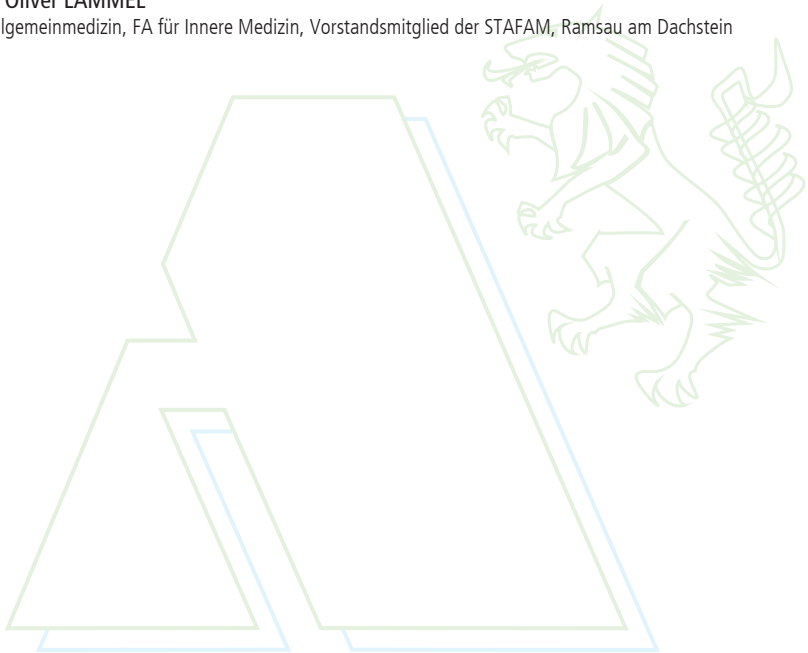 Oliver LAMMEL
lgemeinmedizin, FA für Innere Medizin, Vorstandsmitglied der STAFAM, Ramsau am Dachstein